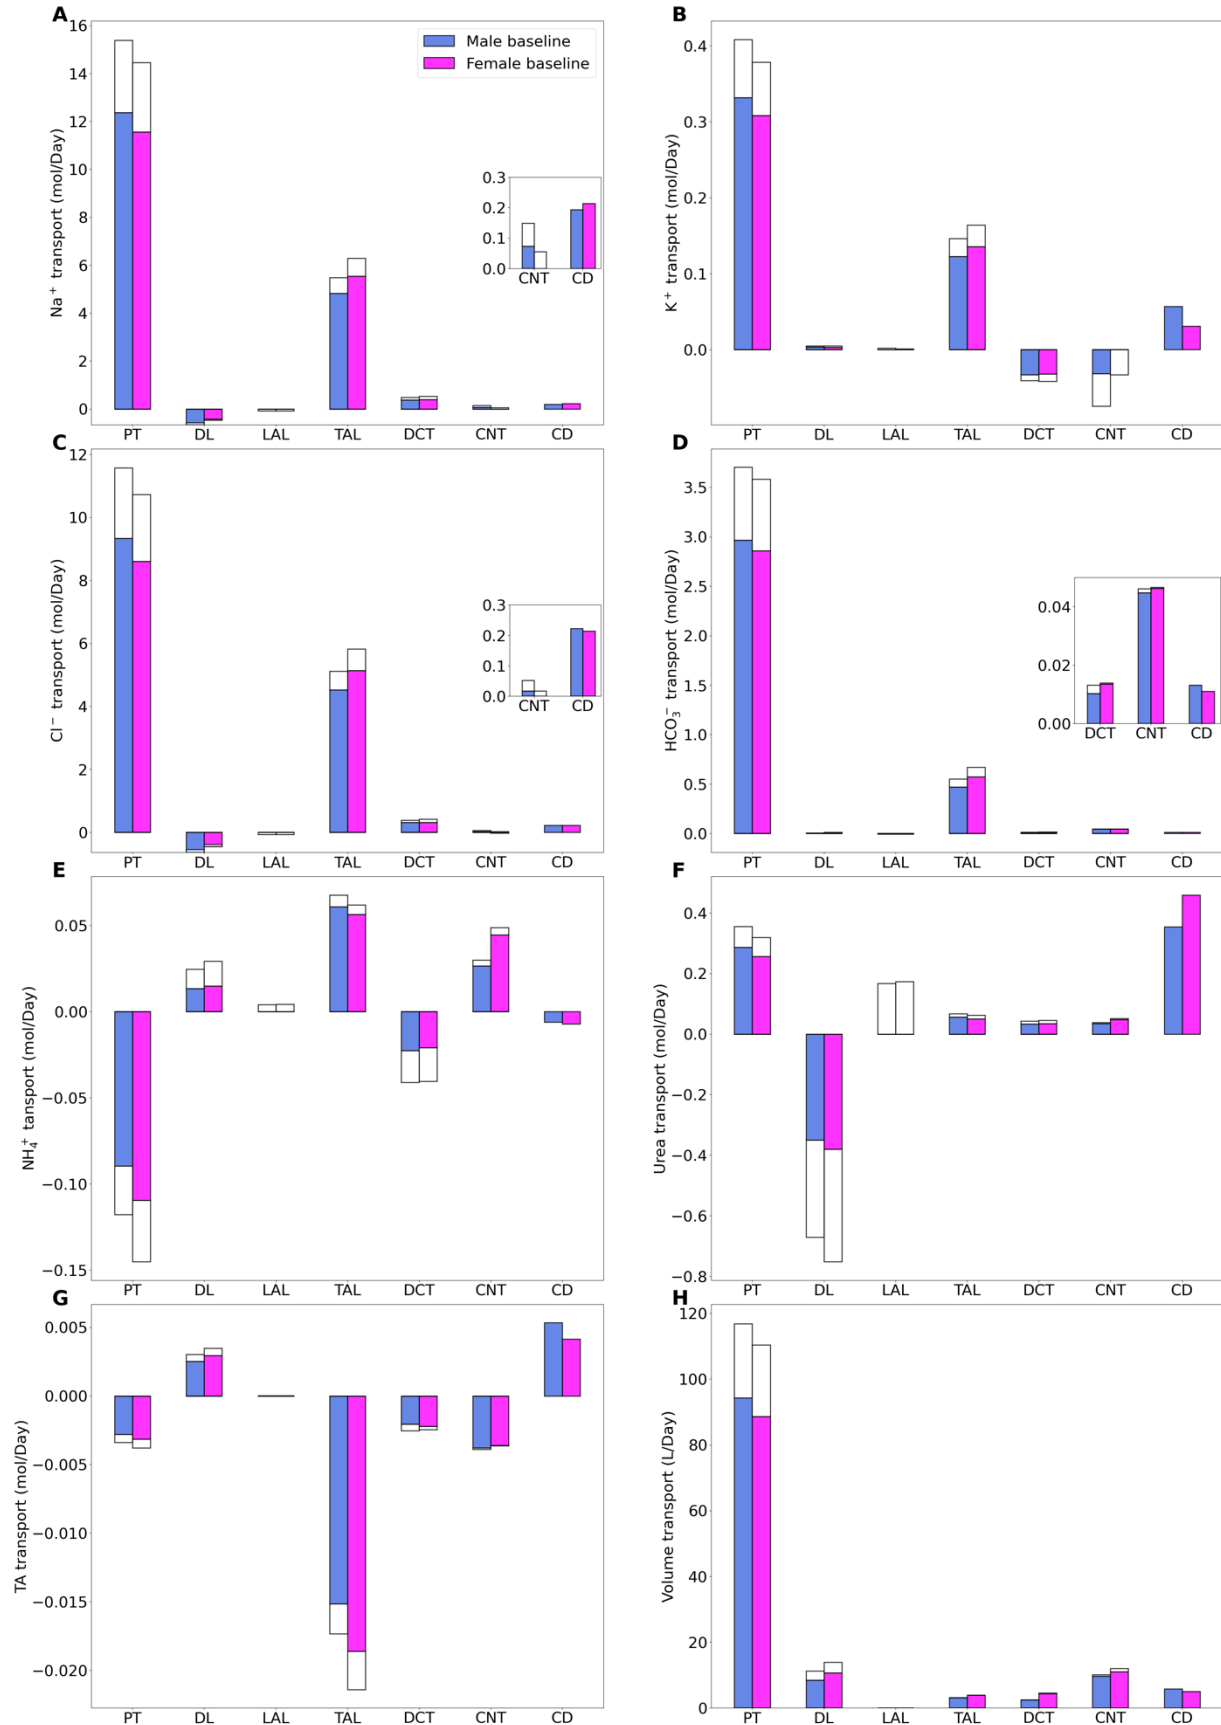 A
Na⁺ transport (mol/Day)
16
14
12
10
8
6
4
2
0
Male baseline
Female baseline
0.3
0.2
0.1
0.0
CNT CD
PT DL LAL TAL DCT CNT CD
B
K⁺ transport (mol/Day)
0.4
0.3
0.2
0.1
0.0
PT DL LAL TAL DCT CNT CD
C
Cl⁻ transport (mol/Day)
12
10
8
6
4
2
0
0.3
0.2
0.1
0.0
CNT CD
PT DL LAL TAL DCT CNT CD
D
HCO₃⁻ transport (mol/Day)
3.5
3.0
2.5
2.0
1.5
1.0
0.5
0.0
0.04
0.02
0.00
DCT CNT CD
PT DL LAL TAL DCT CNT CD
E
NH₄⁺ tansport (mol/Day)
0.05
0.00
−0.05
−0.10
−0.15
PT DL LAL TAL DCT CNT CD
F
Urea transport (mol/Day)
0.4
0.2
0.0
−0.2
−0.4
−0.6
−0.8
PT DL LAL TAL DCT CNT CD
G
TA transport (mol/Day)
0.005
0.000
−0.005
−0.010
−0.015
−0.020
PT DL LAL TAL DCT CNT CD
H
Volume transport (L/Day)
120
100
80
60
40
20
0
PT DL LAL TAL DCT CNT CD